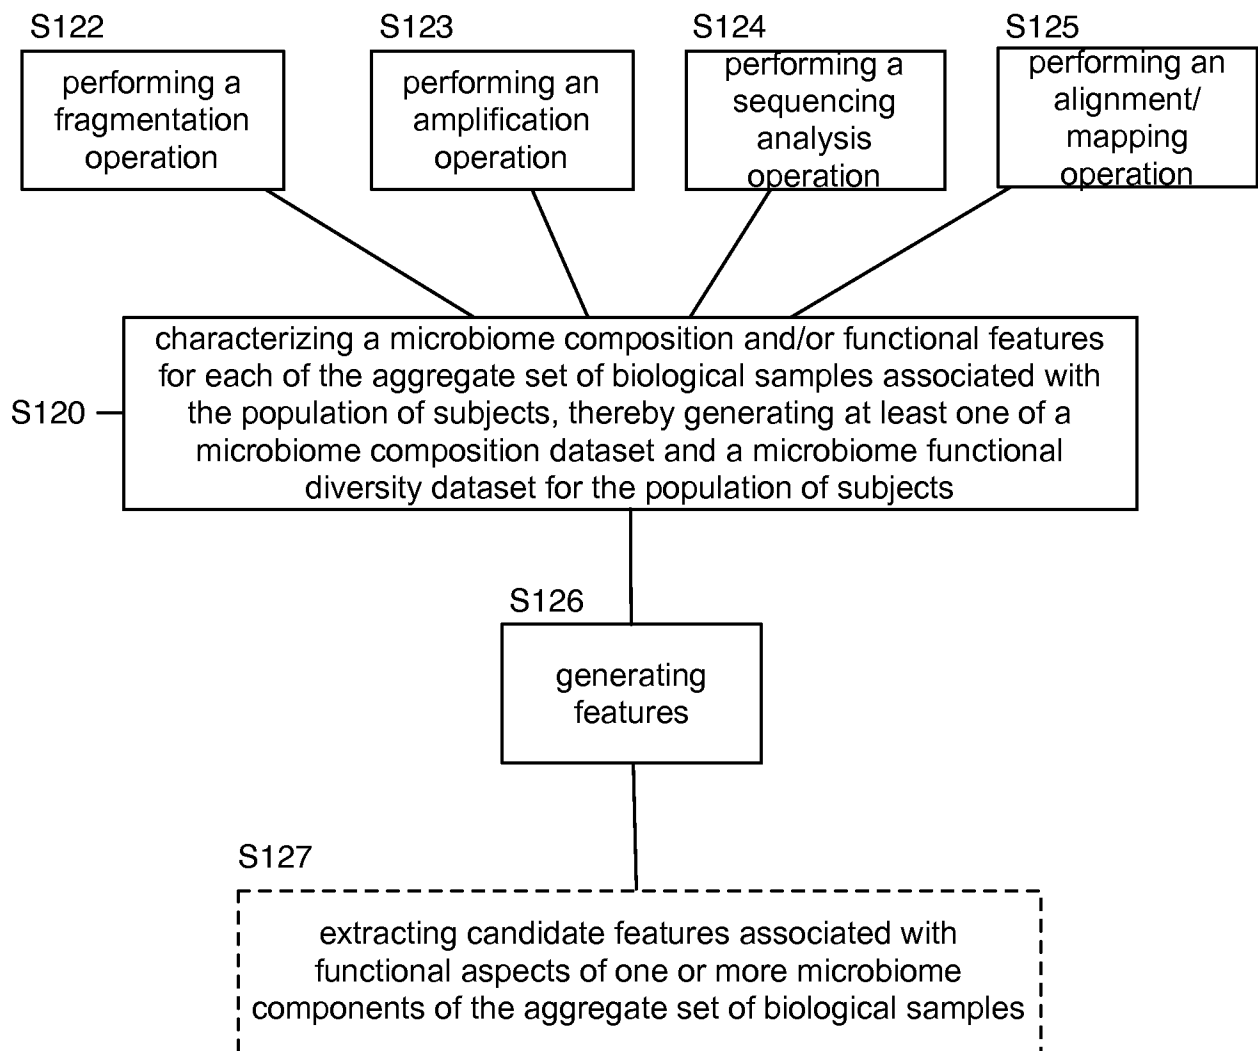 S122
performing a
fragmentation
operation
S123
performing an
amplification
operation
S124
performing a
sequencing
analysis
operation
S125
performing an
alignment/
mapping
operation
S120
characterizing a microbiome composition and/or functional features
for each of the aggregate set of biological samples associated with
the population of subjects, thereby generating at least one of a
microbiome composition dataset and a microbiome functional
diversity dataset for the population of subjects
S126
generating
features
S127
extracting candidate features associated with
functional aspects of one or more microbiome
components of the aggregate set of biological samples